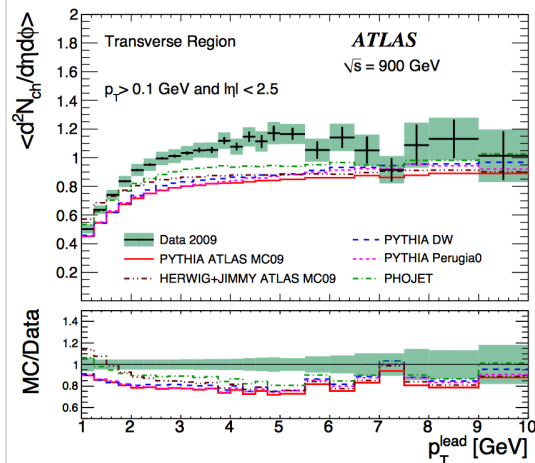 <d²N_ch/dηdφ>
2
1.8
1.6
1.4
1.2
1.0
0.8
0.6
0.4
0.2
Transverse Region
ATLAS
√s = 900 GeV
p_T> 0.1 GeV and |η| < 2.5
Data 2009
PYTHIA ATLAS MC09
HERWIG+JIMMY ATLAS MC09
PYTHIA DW
PYTHIA Perugia0
PHOJET
MC/Data
1.4
1.2
1.0
0.8
0.6
1 2 3 4 5 6 7 8 9 10
p_T^lead [GeV]